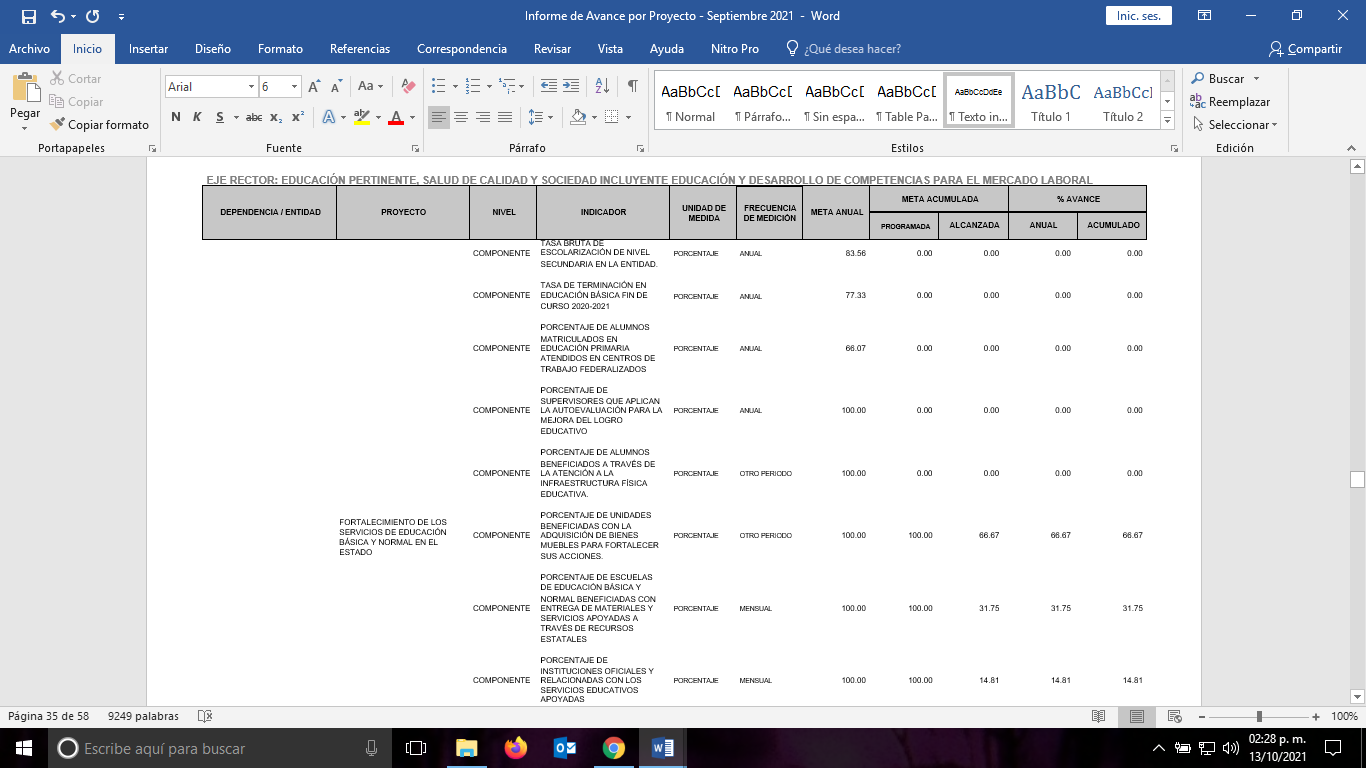 Informe de Avance por Proyecto - Septiembre 2021 - Word
Inic. ses.
Archivo Inicio Insertar Diseño Formato Referencias Correspondencia Revisar Vista Ayuda Nitro Pro ¿Qué desea hacer? Compartir
Pegar
Cortar
Copiar
Copiar formato
Portapapeles
Arial 6
N K S abc x₂ x²
Fuente
Párrafo
AaBbCcI AaBbCcI AaBbCcI AaBbCcI AaBbCcDdEe AaBbC AaBbCcI
¶ Normal ¶ Párrafo... ¶ Sin espa... ¶ Table Pa... ¶ Texto in... Título 1 Título 2
Estilos
Buscar
Reemplazar
Seleccionar
Edición
EJE RECTOR: EDUCACIÓN PERTINENTE, SALUD DE CALIDAD Y SOCIEDAD INCLUYENTE EDUCACIÓN Y DESARROLLO DE COMPETENCIAS PARA EL MERCADO LABORAL
DEPENDENCIA / ENTIDAD
PROYECTO
NIVEL
INDICADOR
UNIDAD DE
MEDIDA
FRECUENCIA
DE MEDICIÓN
META ANUAL
META ACUMULADA
PROGRAMADA ALCANZADA
% AVANCE
ANUAL ACUMULADO
COMPONENTE
TASA BRUTA DE
ESCOLARIZACIÓN DE NIVEL
SECUNDARIA EN LA ENTIDAD.
PORCENTAJE ANUAL 83.56 0.00 0.00 0.00 0.00
COMPONENTE
TASA DE TERMINACIÓN EN
EDUCACIÓN BÁSICA FIN DE
CURSO 2020-2021
PORCENTAJE ANUAL 77.33 0.00 0.00 0.00 0.00
COMPONENTE
PORCENTAJE DE ALUMNOS
MATRICULADOS EN
EDUCACIÓN PRIMARIA
ATENDIDOS EN CENTROS DE
TRABAJO FEDERALIZADOS
PORCENTAJE ANUAL 66.07 0.00 0.00 0.00 0.00
COMPONENTE
PORCENTAJE DE
SUPERVISORES QUE APLICAN
LA AUTOEVALUACIÓN PARA LA
MEJORA DEL LOGRO
EDUCATIVO
PORCENTAJE ANUAL 100.00 0.00 0.00 0.00 0.00
COMPONENTE
PORCENTAJE DE ALUMNOS
BENEFICIADOS A TRAVÉS DE
LA ATENCIÓN A LA
INFRAESTRUCTURA FÍSICA
EDUCATIVA.
PORCENTAJE OTRO PERIODO 100.00 0.00 0.00 0.00 0.00
FORTALECIMIENTO DE LOS
SERVICIOS DE EDUCACIÓN
BÁSICA Y NORMAL EN EL
ESTADO
COMPONENTE
PORCENTAJE DE UNIDADES
BENEFICIADAS CON LA
ADQUISICIÓN DE BIENES
MUEBLES PARA FORTALECER
SUS ACCIONES.
PORCENTAJE OTRO PERIODO 100.00 100.00 66.67 66.67 66.67
COMPONENTE
PORCENTAJE DE ESCUELAS
DE EDUCACIÓN BÁSICA Y
NORMAL BENEFICIADAS CON
ENTREGA DE MATERIALES Y
SERVICIOS APOYADAS A
TRAVÉS DE RECURSOS
ESTATALES
PORCENTAJE MENSUAL 100.00 100.00 31.75 31.75 31.75
COMPONENTE
PORCENTAJE DE
INSTITUCIONES OFICIALES Y
RELACIONADAS CON LOS
SERVICIOS EDUCATIVOS
APOYADAS
PORCENTAJE MENSUAL 100.00 100.00 14.81 14.81 14.81
Página 35 de 58 9249 palabras 100%
Escribe aquí para buscar
02:28 p. m.
13/10/2021